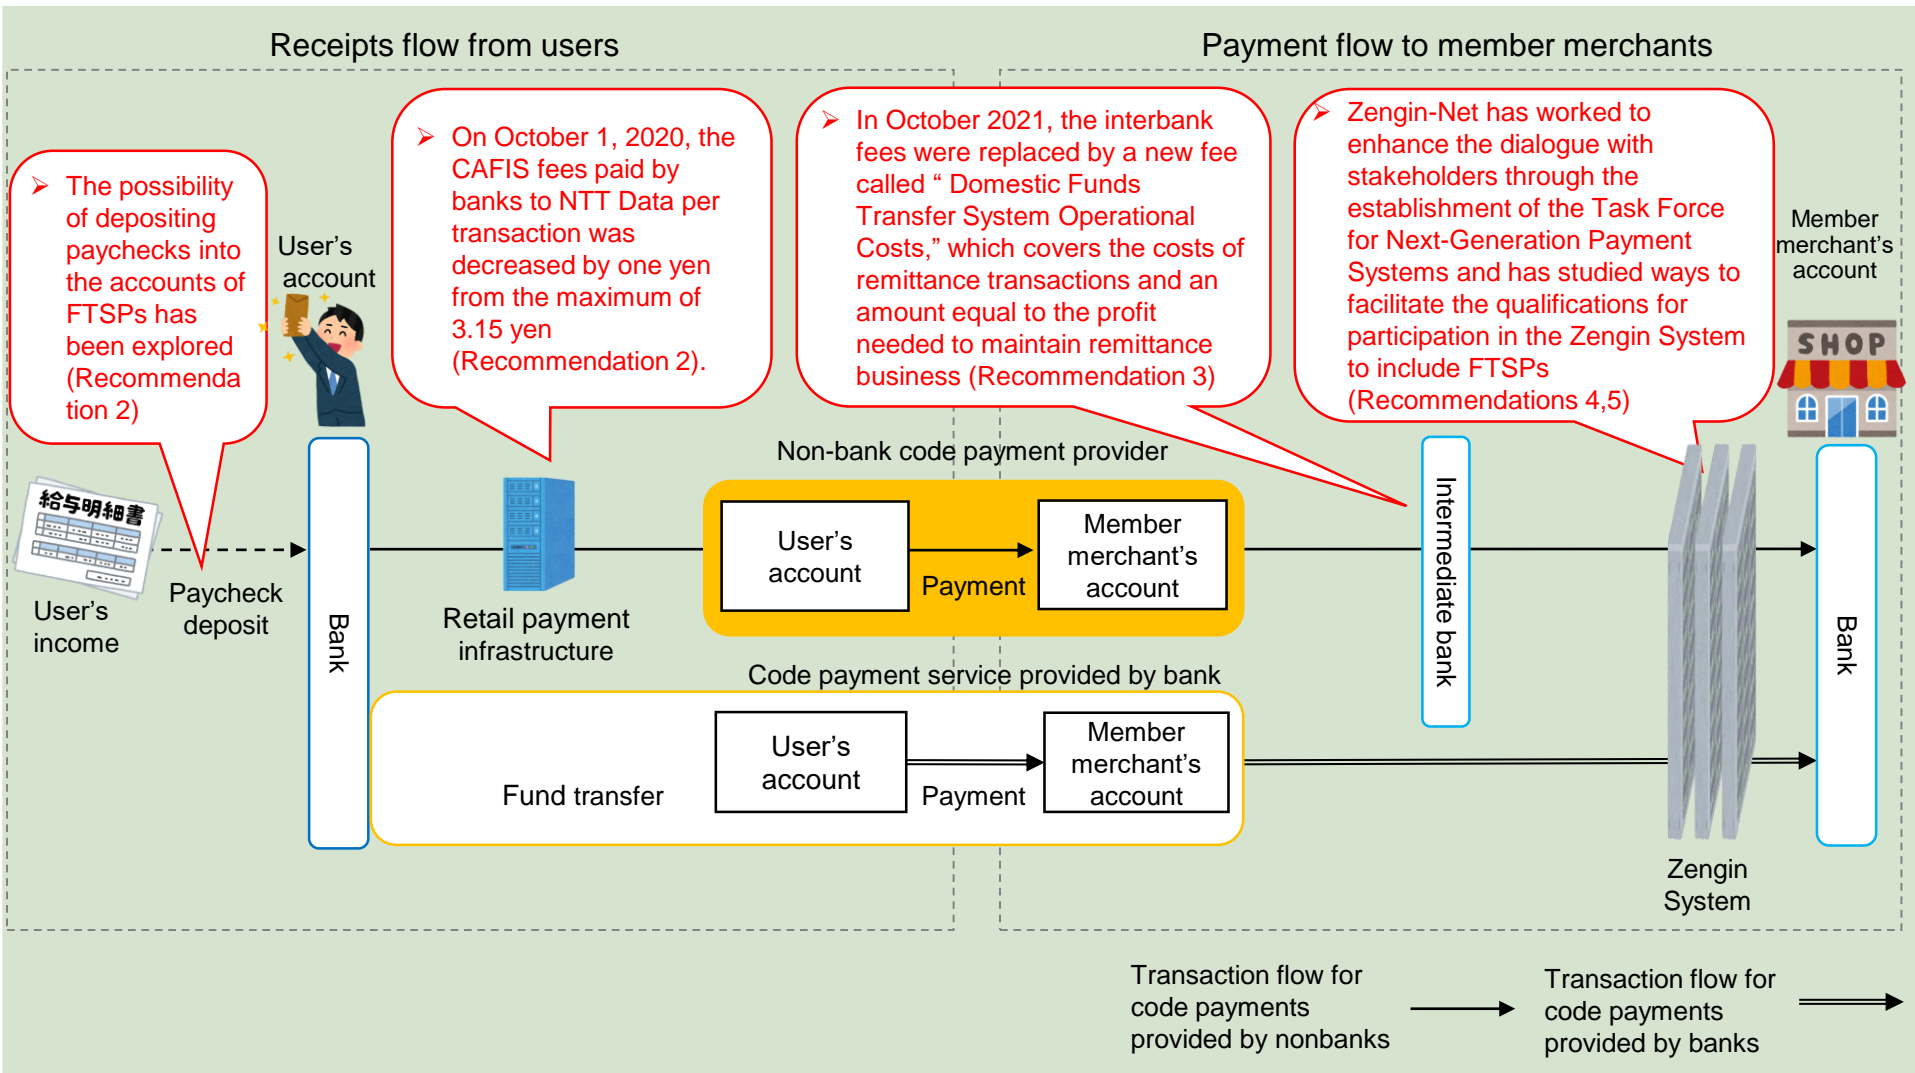 Receipts flow from users
Payment flow to member merchants
➢ The possibility
of depositing
paychecks into
the accounts of
FTSPs has
been explored
(Recommenda
tion 2)
User's
account
➢ On October 1, 2020, the
CAFIS fees paid by
banks to NTT Data per
transaction was
decreased by one yen
from the maximum of
3.15 yen
(Recommendation 2).
➢ In October 2021, the interbank
fees were replaced by a new fee
called “ Domestic Funds
Transfer System Operational
Costs,” which covers the costs of
remittance transactions and an
amount equal to the profit
needed to maintain remittance
business (Recommendation 3)
➢ Zengin-Net has worked to
enhance the dialogue with
stakeholders through the
establishment of the Task Force
for Next-Generation Payment
Systems and has studied ways to
facilitate the qualifications for
participation in the Zengin System
to include FTSPs
(Recommendations 4,5)
Member
merchant's
account
SHOP
給与明細書
User's
income
Paycheck
deposit
Bank
Retail payment
infrastructure
Non-bank code payment provider
User's
account
Payment
Member
merchant's
account
Intermediate bank
Bank
Code payment service provided by bank
Fund transfer
User's
account
Payment
Member
merchant's
account
Zengin
System
Transaction flow for
code payments
provided by nonbanks
Transaction flow for
code payments
provided by banks